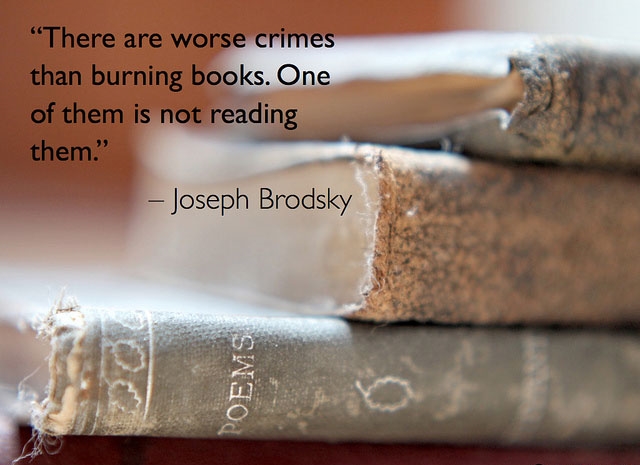 “There are worse crimes
than burning books. One
of them is not reading
them.”
– Joseph Brodsky
POEMS